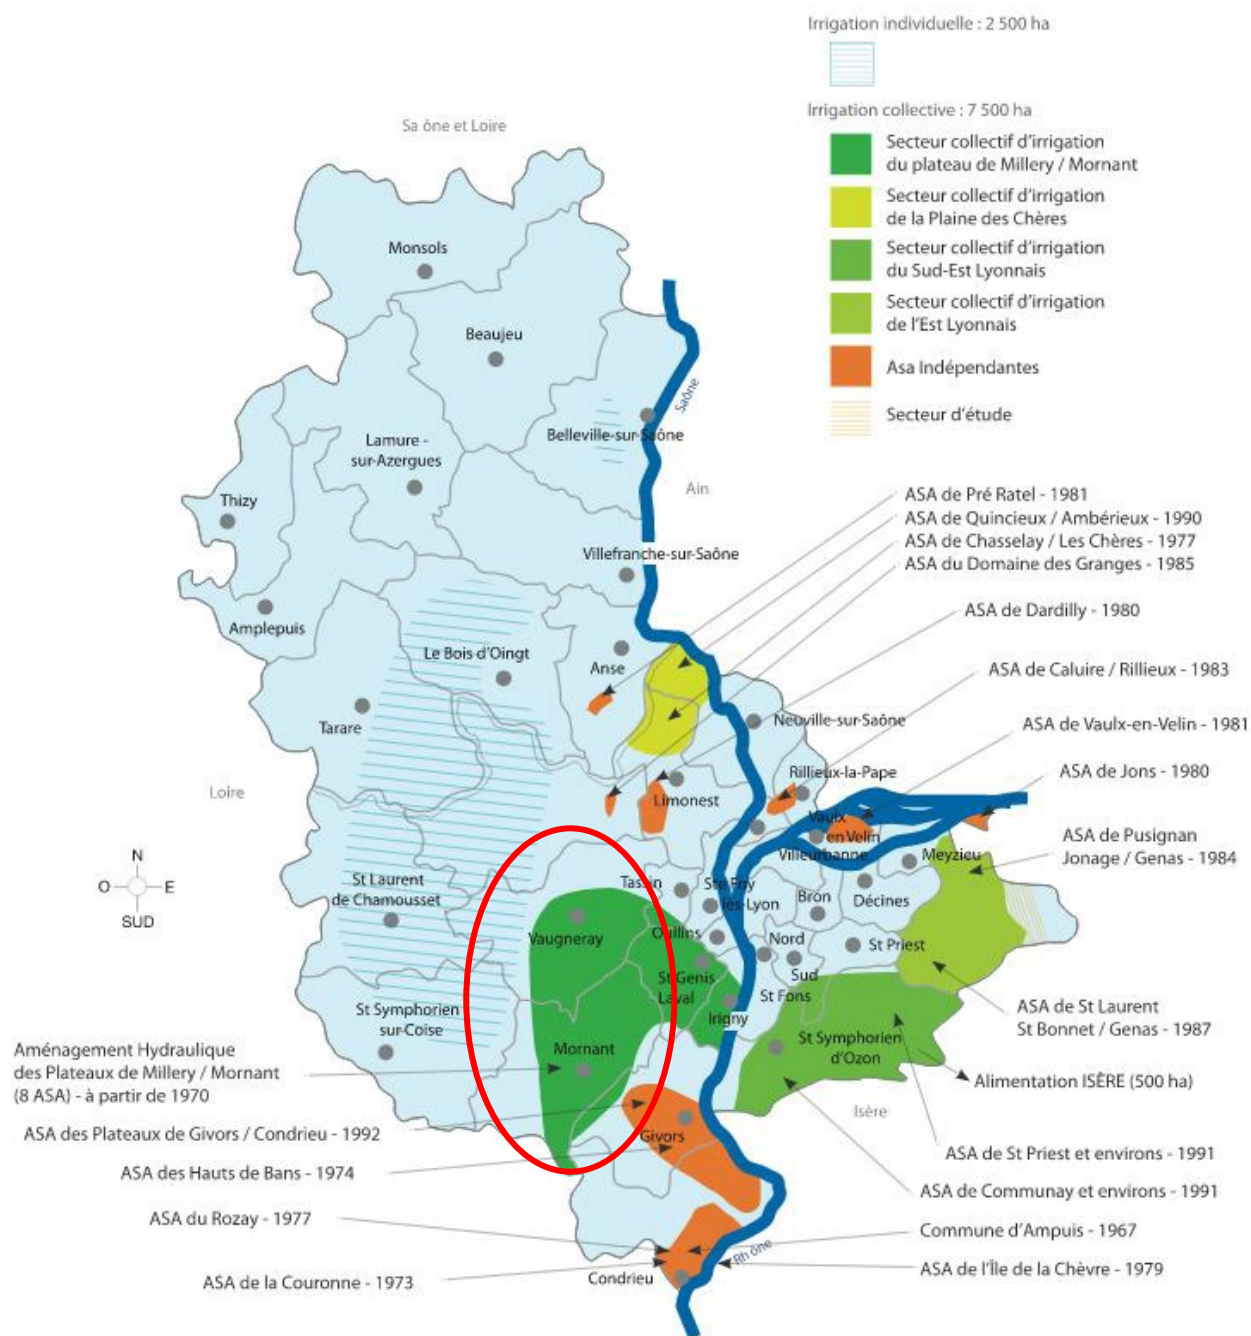 Irrigation individuelle : 2 500 ha
Irrigation collective : 7 500 ha
Secteur collectif d'irrigation
du plateau de Millery / Mornant
Secteur collectif d'irrigation
de la Plaine des Chères
Secteur collectif d'irrigation
du Sud-Est Lyonnais
Secteur collectif d'irrigation
de l'Est Lyonnais
Asa Indépendantes
Secteur d'étude
Sa ône et Loire
Monsols
Beaujeu
Saône
Belleville-sur-Saône
Lamure -
sur-Azergues
Ain
Thizy
Villefranche-sur-Saône
Amplepuis
Le Bois d'Oingt
Anse
Tarare
Neuville-sur-Saône
Loire
Limonest
Rillieux-la-Pape
Vaulx
en Velin
Villeurbanne
Meyzieu
N
O
E
SUD
St Laurent
de Chamousset
Tassin
Ste Foy
lès-Lyon
Bron
Décines
Vaugneray
Oullins
Nord
Sud
St Priest
St Genis
Laval
St Fons
Irigny
St Symphorien
sur-Coise
St Symphorien
d'Ozon
Mornant
Isère
Givors
Rh ône
Condrieu
ASA de Pré Ratel - 1981
ASA de Quincieux / Ambérieux - 1990
ASA de Chasselay / Les Chères - 1977
ASA du Domaine des Granges - 1985
ASA de Dardilly - 1980
ASA de Caluire / Rillieux - 1983
ASA de Vaulx-en-Velin - 1981
ASA de Jons - 1980
ASA de Pusignan
Jonage / Genas - 1984
ASA de St Laurent
St Bonnet / Genas - 1987
Alimentation ISÈRE (500 ha)
ASA de St Priest et environs - 1991
ASA de Communay et environs - 1991
Commune d'Ampuis - 1967
ASA de l'Île de la Chèvre - 1979
Aménagement Hydraulique
des Plateaux de Millery / Mornant
(8 ASA) - à partir de 1970
ASA des Plateaux de Givors / Condrieu - 1992
ASA des Hauts de Bans - 1974
ASA du Rozay - 1977
ASA de la Couronne - 1973